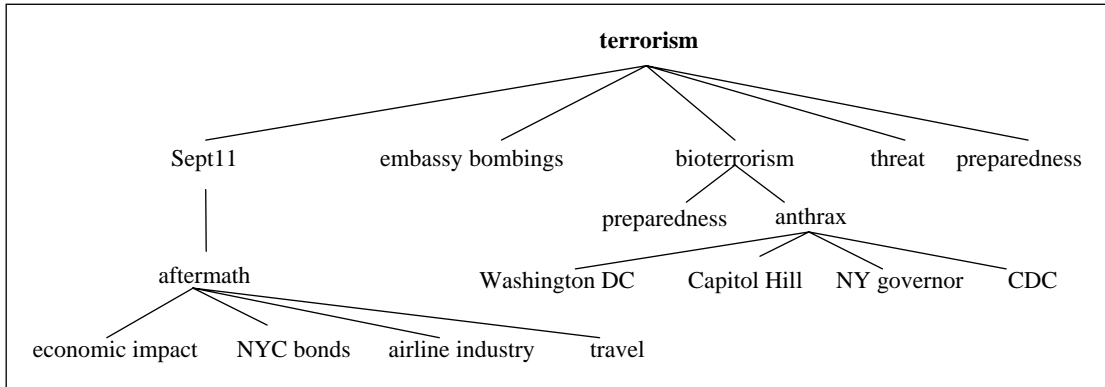 terrorism
Sept11 embassy bombings bioterrorism threat preparedness
preparedness anthrax
aftermath Washington DC Capitol Hill NY governor CDC
economic impact NYC bonds airline industry travel